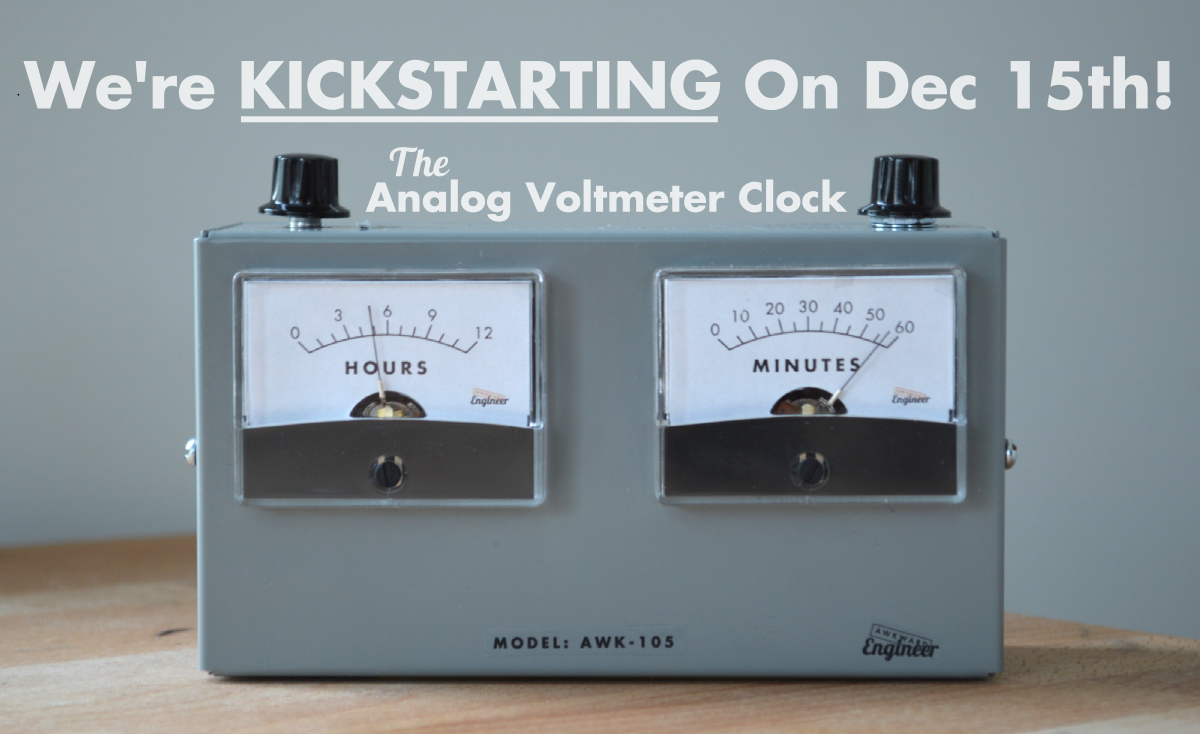 We're KICKSTARTING On Dec 15th!
The
Analog Voltmeter Clock
0 3 6 9 12
HOURS
Engineer
0 10 20 30 40 50 60
MINUTES
Engineer
MODEL: AWK-105
AWKWARD
Engineer